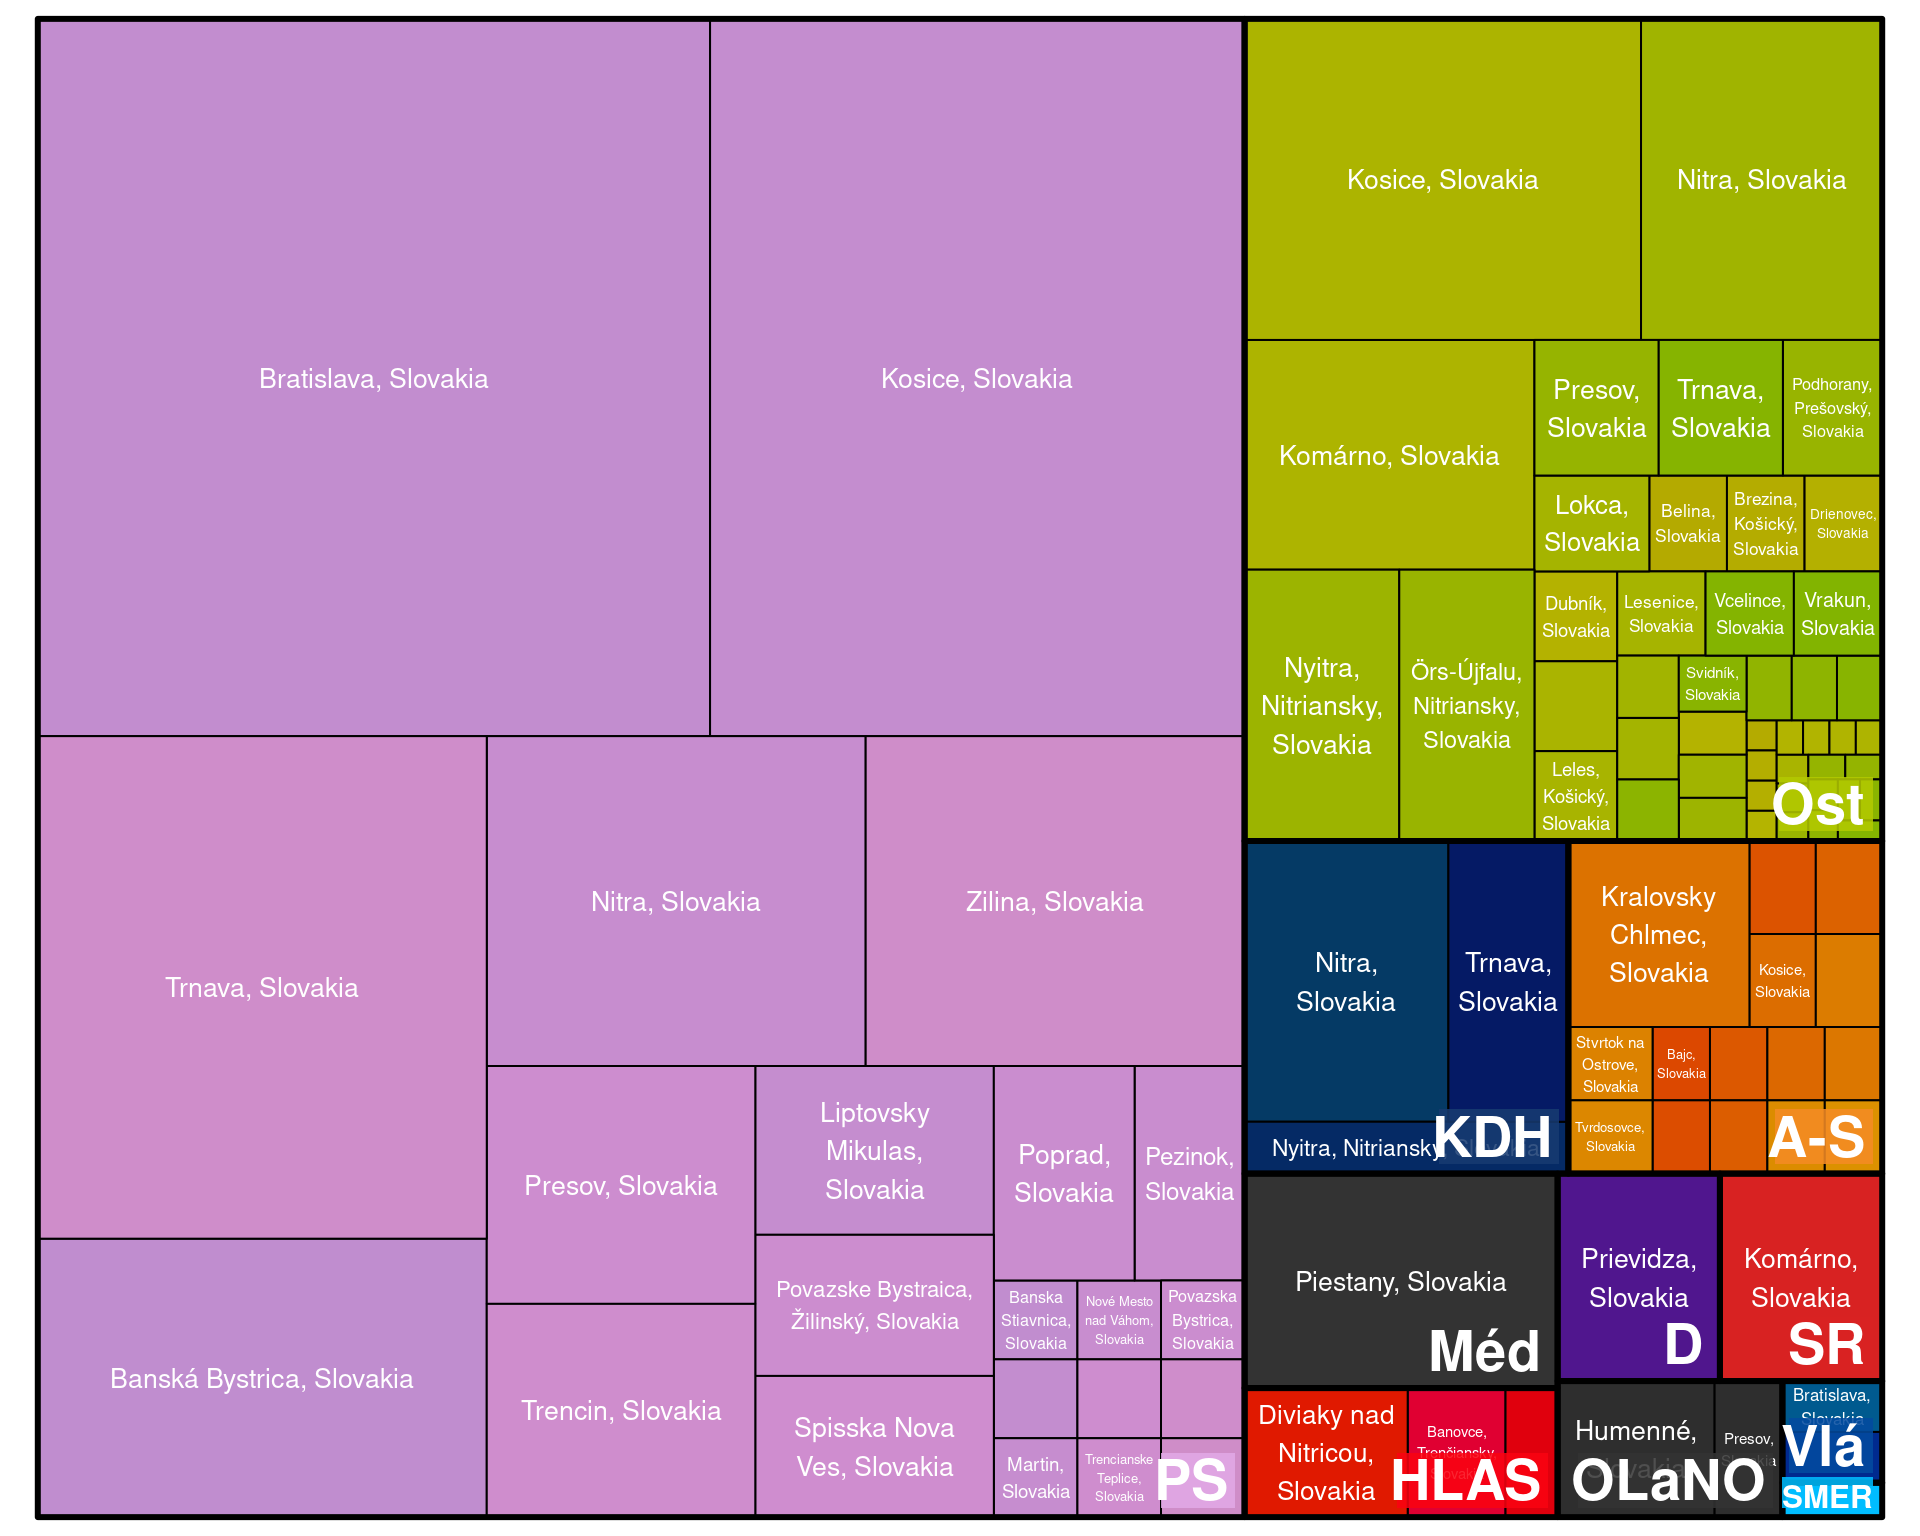 Bratislava, Slovakia
Kosice, Slovakia
Trnava, Slovakia
Banská Bystrica, Slovakia
Nitra, Slovakia
Zilina, Slovakia
Presov, Slovakia
Trencin, Slovakia
Liptovsky
Mikulas,
Slovakia
Povazske Bystraica,
Žilinský, Slovakia
Spisska Nova
Ves, Slovakia
Poprad,
Slovakia
Pezinok,
Slovakia
Banska
Stiavnica,
Slovakia
Nové Mesto
nad Váhom,
Slovakia
Povazska
Bystrica,
Slovakia
Martin,
Slovakia
Trencianske
Teplice,
Slovakia
PS
Kosice, Slovakia
Nitra, Slovakia
Komárno, Slovakia
Nyitra,
Nitriansky,
Slovakia
Örs-Újfalu,
Nitriansky,
Slovakia
Presov,
Slovakia
Trnava,
Slovakia
Podhorany,
Prešovský,
Slovakia
Lokca,
Slovakia
Belina,
Slovakia
Brezina,
Košický,
Slovakia
Drienovec,
Slovakia
Dubník,
Slovakia
Lesenice,
Slovakia
Vcelince,
Slovakia
Vrakun,
Slovakia
Svidník,
Slovakia
Leles,
Košický,
Slovakia
Ost
Nitra,
Slovakia
Trnava,
Slovakia
Nyitra, Nitriansky, Slovakia
KDH
Kralovsky
Chlmec,
Slovakia
Kosice,
Slovakia
Stvrtok na
Ostrove,
Slovakia
Bajc,
Slovakia
Tvrdosovce,
Slovakia
A-S
Piestany, Slovakia
Méd
Prievidza,
Slovakia
D
Komárno,
Slovakia
SR
Diviaky nad
Nitricou,
Slovakia
Banovce,
Trenčiansky,
Slovakia
HLAS
Humenné,
Slovakia
Presov,
Slovakia
OLaNO
Bratislava,
Slovakia
Vlá
SMER